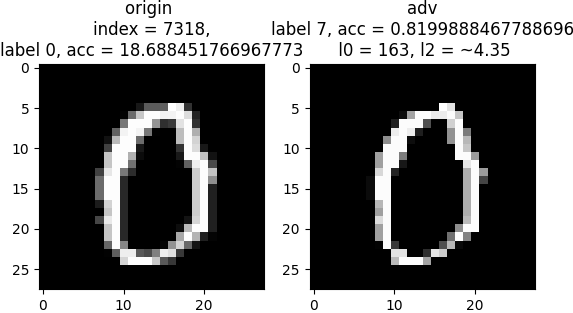 origin
index = 7318,
label 0, acc = 18.688451766967773
adv
label 7, acc = 0.8199888467788696
l0 = 163, l2 = ~4.35
0
5
10
15
20
25
0 10 20
0
5
10
15
20
25
0 10 20